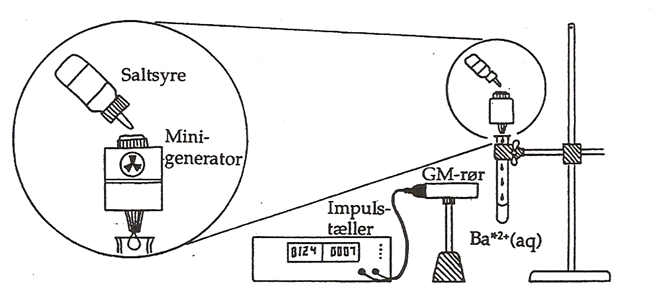 Saltsyre
Mini-
generator
GM-rør
Impuls-
tæller
0124 0007
Ba*2+(aq)